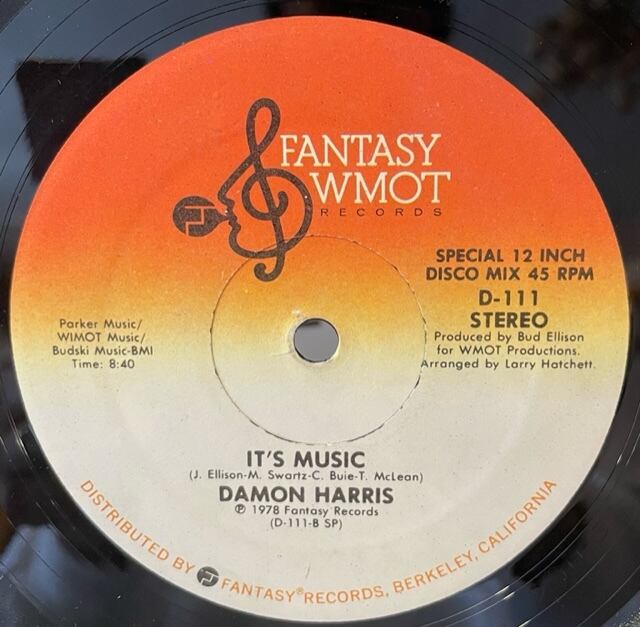 FANTASY
WMOT
RECORDS
SPECIAL 12 INCH
DISCO MIX 45 RPM
D-111
STEREO
Produced by Bud Ellison
for WMOT Productions.
Arranged by Larry Hatchett.
Parker Music/
WIMOT Music/
Budski Music-BMI
Time: 8:40
IT'S MUSIC
(J. Ellison-M. Swartz-C. Buie-T. McLean)
DAMON HARRIS
℗ 1978 Fantasy Records
(D-111-B SP)
DISTRIBUTED BY FANTASY® RECORDS, BERKELEY, CALIFORNIA